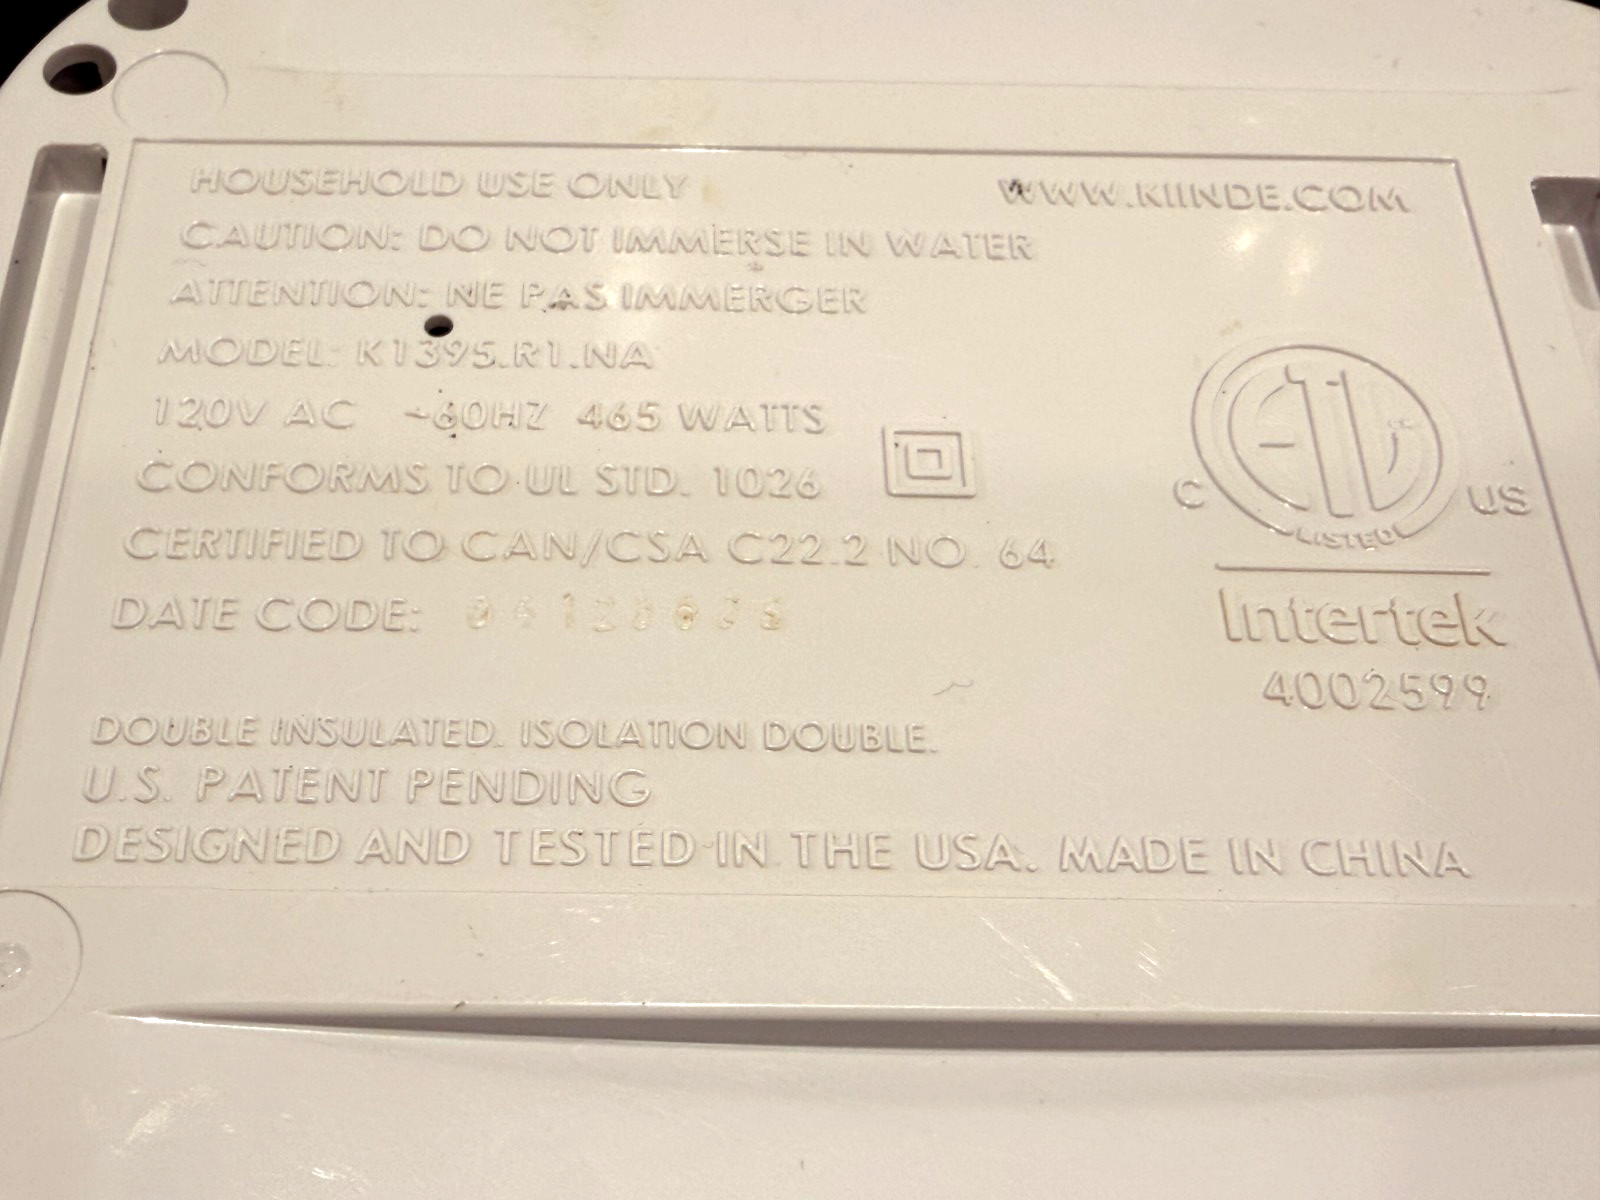 HOUSEHOLD USE ONLY
WWW.KIINDE.COM
CAUTION: DO NOT IMMERSE IN WATER
ATTENTION: NE PAS IMMERGER
MODEL: K1395.R1.NA
120V AC ~60HZ 465 WATTS
CONFORMS TO UL STD. 1026
CERTIFIED TO CAN/CSA C22.2 NO. 64
DATE CODE:
C ETL US
LISTED
Intertek
4002599
DOUBLE INSULATED. ISOLATION DOUBLE.
U.S. PATENT PENDING
DESIGNED AND TESTED IN THE USA. MADE IN CHINA